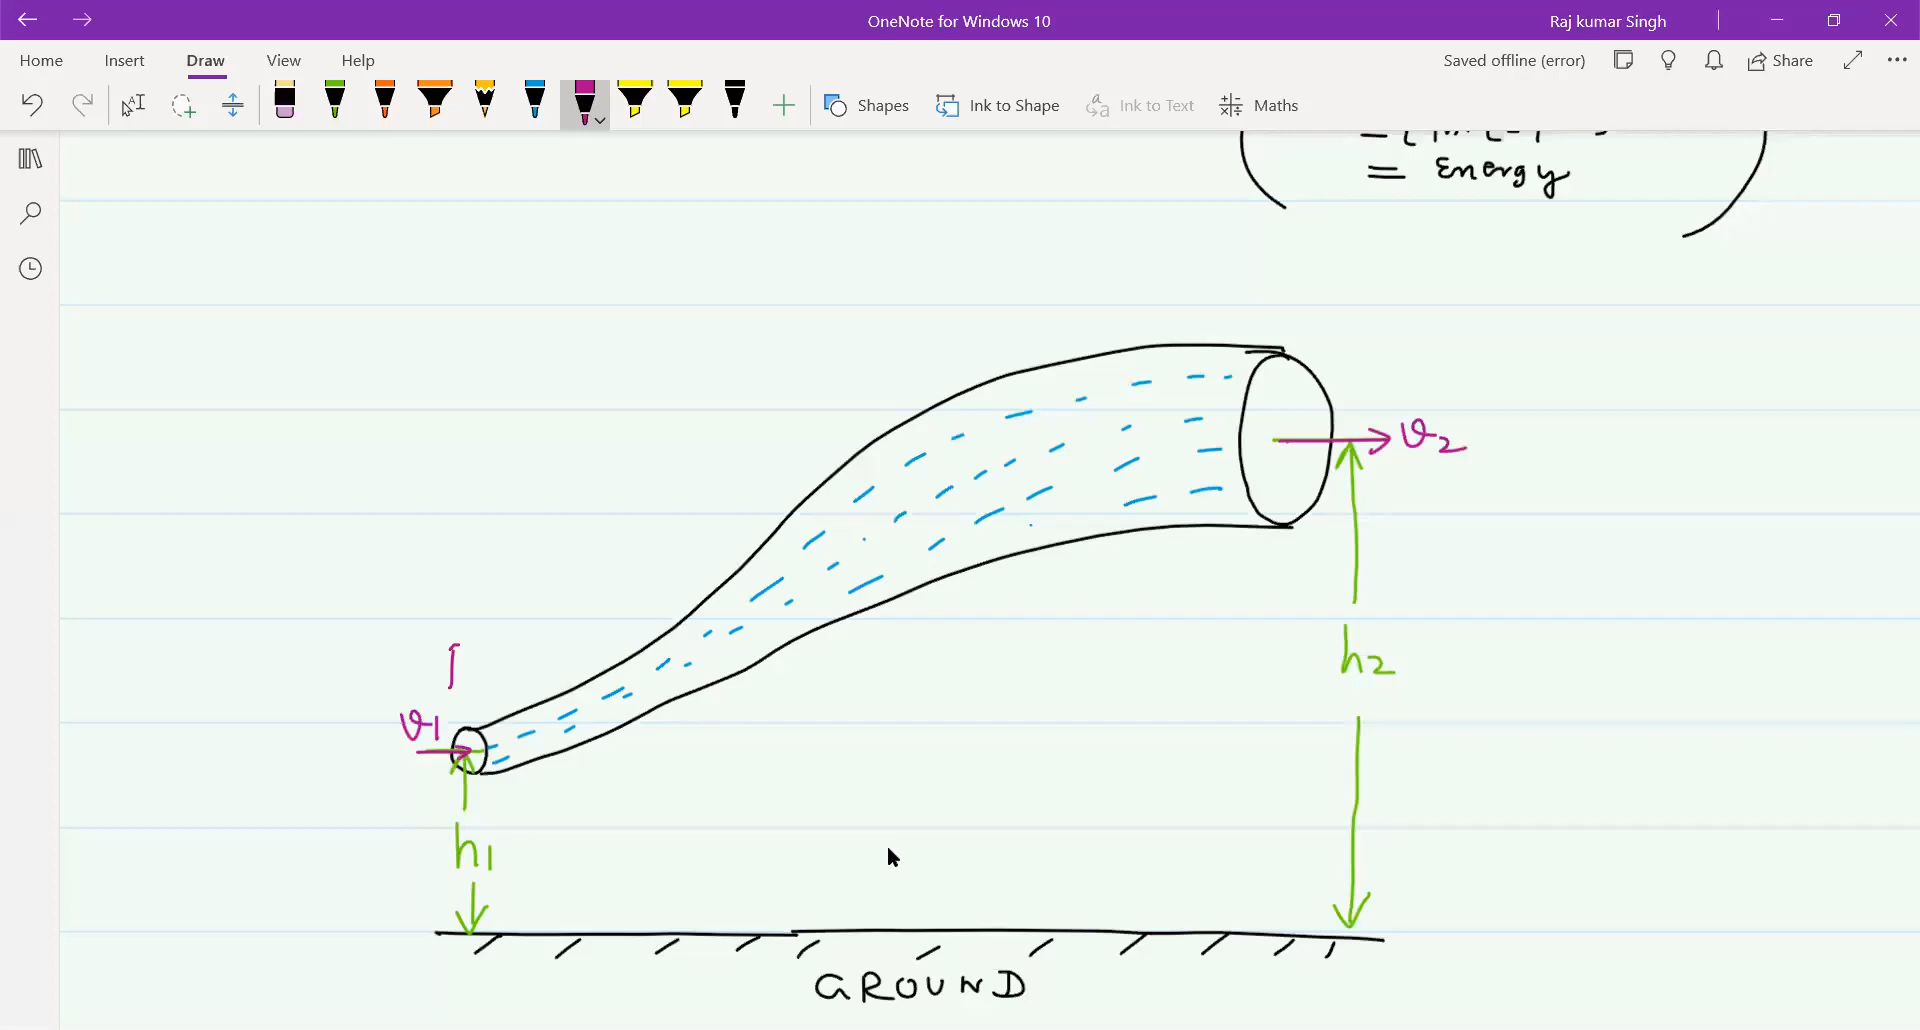 OneNote for Windows 10
Raj kumar Singh
Home Insert Draw View Help
Saved offline (error) Share
Shapes Ink to Shape Ink to Text Maths
= Energy
v2
h2
v1
h1
GROUND